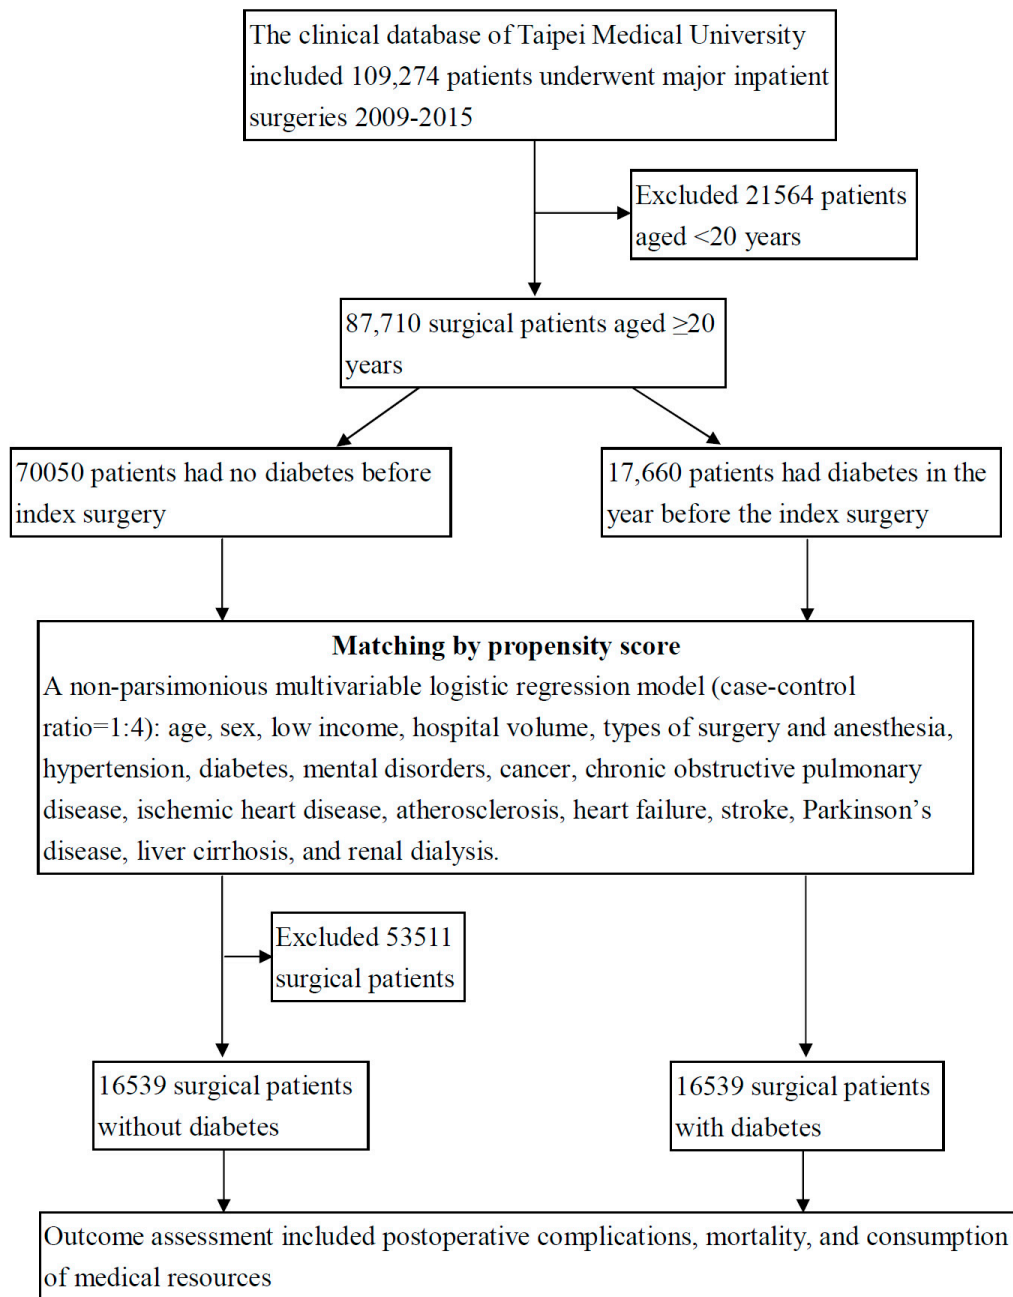 The clinical database of Taipei Medical University
included 109,274 patients underwent major inpatient
surgeries 2009-2015
Excluded 21564 patients
aged <20 years
87,710 surgical patients aged ≥20
years
70050 patients had no diabetes before
index surgery
17,660 patients had diabetes in the
year before the index surgery
Matching by propensity score
A non-parsimonious multivariable logistic regression model (case-control
ratio=1:4): age, sex, low income, hospital volume, types of surgery and anesthesia,
hypertension, diabetes, mental disorders, cancer, chronic obstructive pulmonary
disease, ischemic heart disease, atherosclerosis, heart failure, stroke, Parkinson’s
disease, liver cirrhosis, and renal dialysis.
Excluded 53511
surgical patients
16539 surgical patients
without diabetes
16539 surgical patients
with diabetes
Outcome assessment included postoperative complications, mortality, and consumption
of medical resources